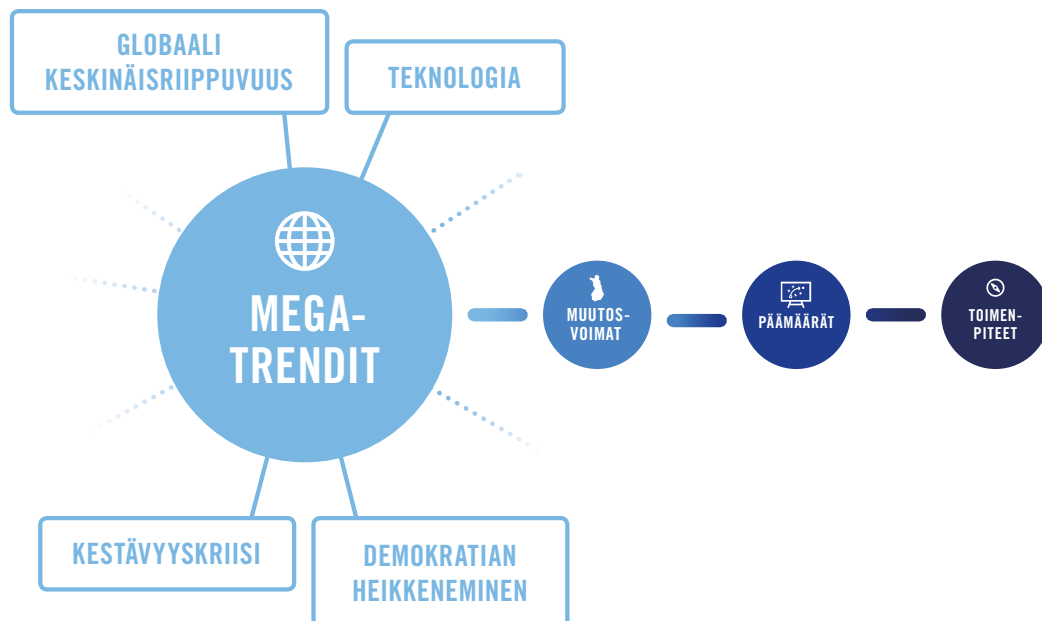 GLOBAALI
KESKINÄISRIIPPUVUUS
TEKNOLOGIA
MEGA-
TRENDIT
MUUTOS-
VOIMAT
PÄÄMÄÄRÄT
TOIMEN-
PITEET
KESTÄVYYSKRIISI
DEMOKRATIAN
HEIKKENEMINEN